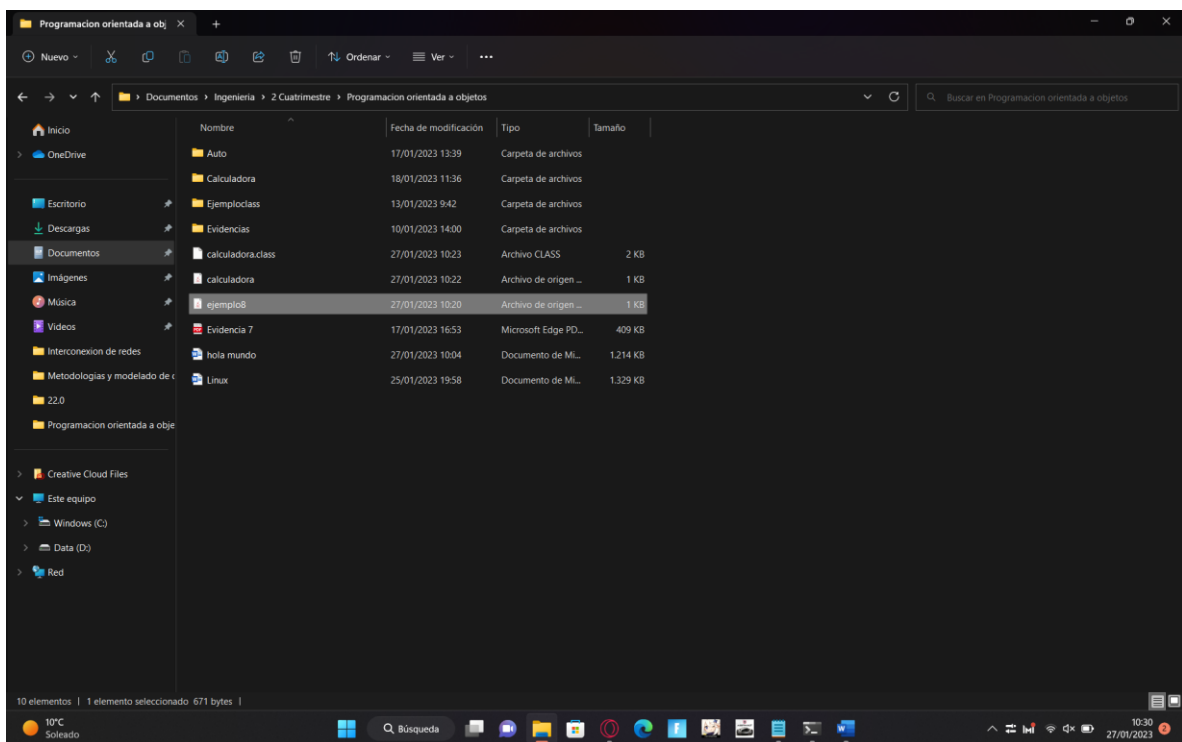 Programacion orientada a obj
Nuevo
Ordenar
Ver
Documentos › Ingenieria › 2 Cuatrimestre › Programacion orientada a objetos
Buscar en Programacion orientada a objetos
Inicio
OneDrive
Escritorio
Descargas
Documentos
Imágenes
Música
Videos
Interconexion de redes
Metodologias y modelado de c
22.0
Programacion orientada a obje
Creative Cloud Files
Este equipo
Windows (C:)
Data (D:)
Red
Nombre Fecha de modificación Tipo Tamaño
Auto 17/01/2023 13:39 Carpeta de archivos
Calculadora 18/01/2023 11:36 Carpeta de archivos
Ejemploclass 13/01/2023 9:42 Carpeta de archivos
Evidencias 10/01/2023 14:00 Carpeta de archivos
calculadora.class 27/01/2023 10:23 Archivo CLASS 2 KB
calculadora 27/01/2023 10:22 Archivo de origen ... 1 KB
ejemplo8 27/01/2023 10:20 Archivo de origen ... 1 KB
Evidencia 7 17/01/2023 16:53 Microsoft Edge PD... 409 KB
hola mundo 27/01/2023 10:04 Documento de Mi... 1.214 KB
Linux 25/01/2023 19:58 Documento de Mi... 1.329 KB
10 elementos | 1 elemento seleccionado 671 bytes |
10°C
Soleado
Búsqueda
10:30
27/01/2023
2